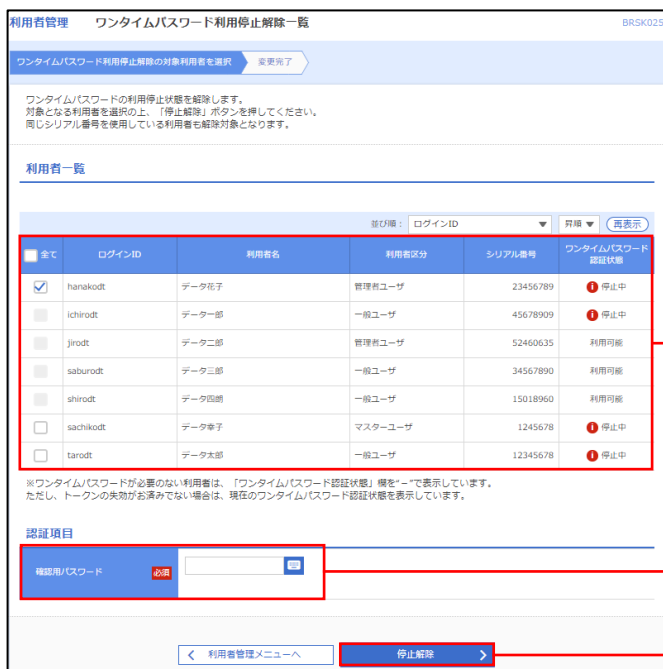 利用者管理 ワンタイムパスワード利用停止解除一覧 BRSK025
ワンタイムパスワード利用停止解除の対象利用者を選択 変更完了
ワンタイムパスワードの利用停止状態を解除します。
対象となる利用者を選択の上、「停止解除」ボタンを押してください。
同じシリアル番号を使用している利用者も解除対象となります。
利用者一覧
並び順： ログインID ▼ 昇順 ▼ 再表示
全て ログインID 利用者名 利用者区分 シリアル番号 ワンタイムパスワード
認証状態
hanakodt データ花子 管理者ユーザ 23456789 停止中
ichirodt データ一郎 一般ユーザ 45678909 停止中
jirodt データ二郎 管理者ユーザ 52460635 利用可能
saburodt データ三郎 一般ユーザ 34567890 利用可能
shirodt データ四朗 一般ユーザ 15018960 利用可能
sachikodt データ幸子 マスターユーザ 1245678 停止中
tarodt データ太郎 一般ユーザ 12345678 停止中
※ワンタイムパスワードが必要のない利用者は、「ワンタイムパスワード認証状態」欄を"－"で表示しています。
ただし、トークンの失効がお済みでない場合は、現在のワンタイムパスワード認証状態を表示しています。
認証項目
確認用パスワード 必須
利用者管理メニューへ 停止解除